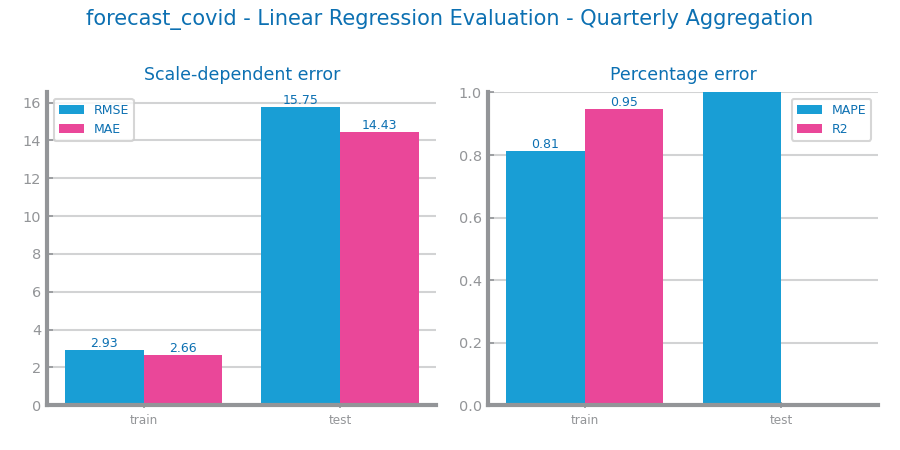 forecast_covid - Linear Regression Evaluation - Quarterly Aggregation
Scale-dependent error
16
14
12
10
8
6
4
2
0
RMSE
MAE
2.93
2.66
15.75
14.43
train
test
Percentage error
1.0
0.8
0.6
0.4
0.2
0.0
0.81
0.95
MAPE
R2
train
test